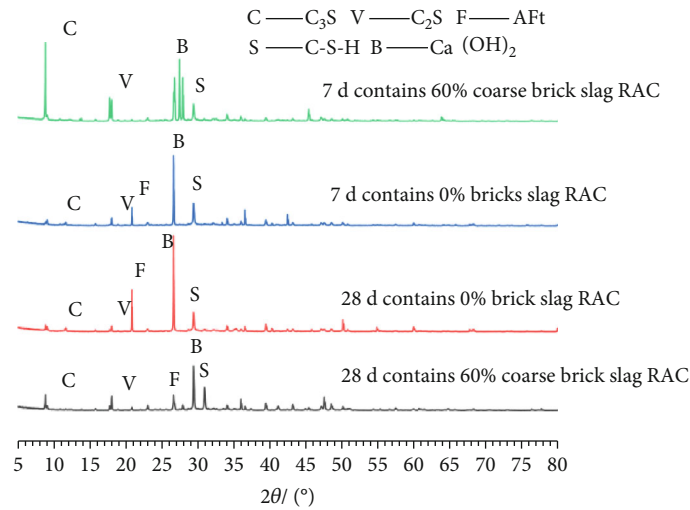 C — C₃S V — C₂S F — AFt
S — C-S-H B — Ca (OH)₂
C
V
B
S
7 d contains 60% coarse brick slag RAC
C
V
F
B
S
7 d contains 0% bricks slag RAC
C
V
F
B
S
28 d contains 0% brick slag RAC
C
V
F
B
S
28 d contains 60% coarse brick slag RAC
5 10 15 20 25 30 35 40 45 50 55 60 65 70 75 80
2θ/ (°)